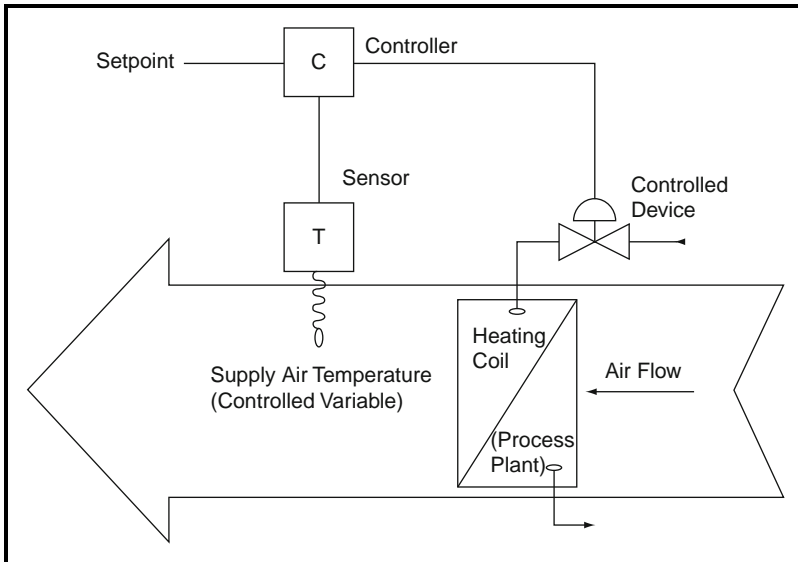 Setpoint
C
Controller
Sensor
T
Controlled
Device
Heating
Coil
Supply Air Temperature
(Controlled Variable)
Air Flow
(Process
Plant)